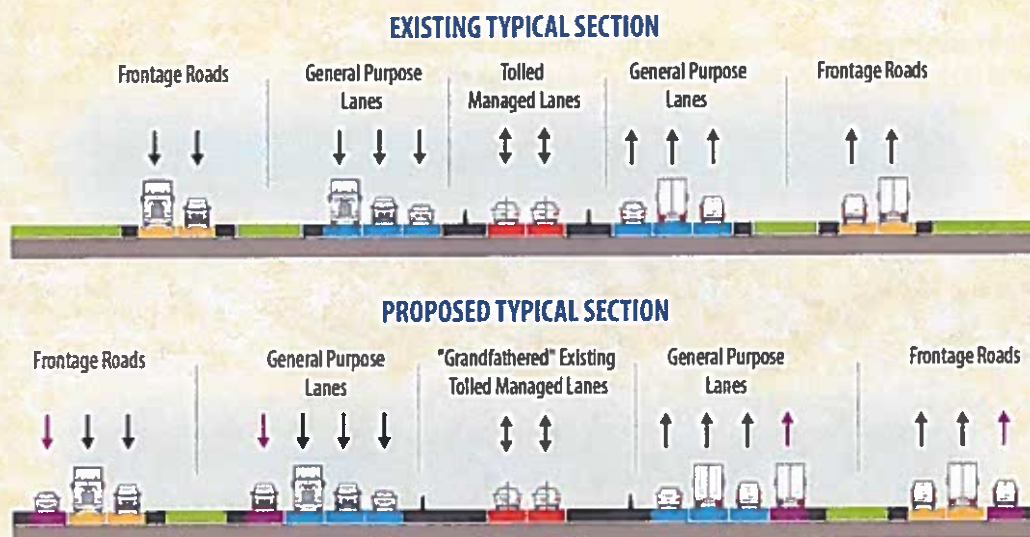 EXISTING TYPICAL SECTION
Frontage Roads
General Purpose
Lanes
Tolled
Managed Lanes
General Purpose
Lanes
Frontage Roads
PROPOSED TYPICAL SECTION
Frontage Roads
General Purpose
Lanes
"Grandfathered" Existing
Tolled Managed Lanes
General Purpose
Lanes
Frontage Roads